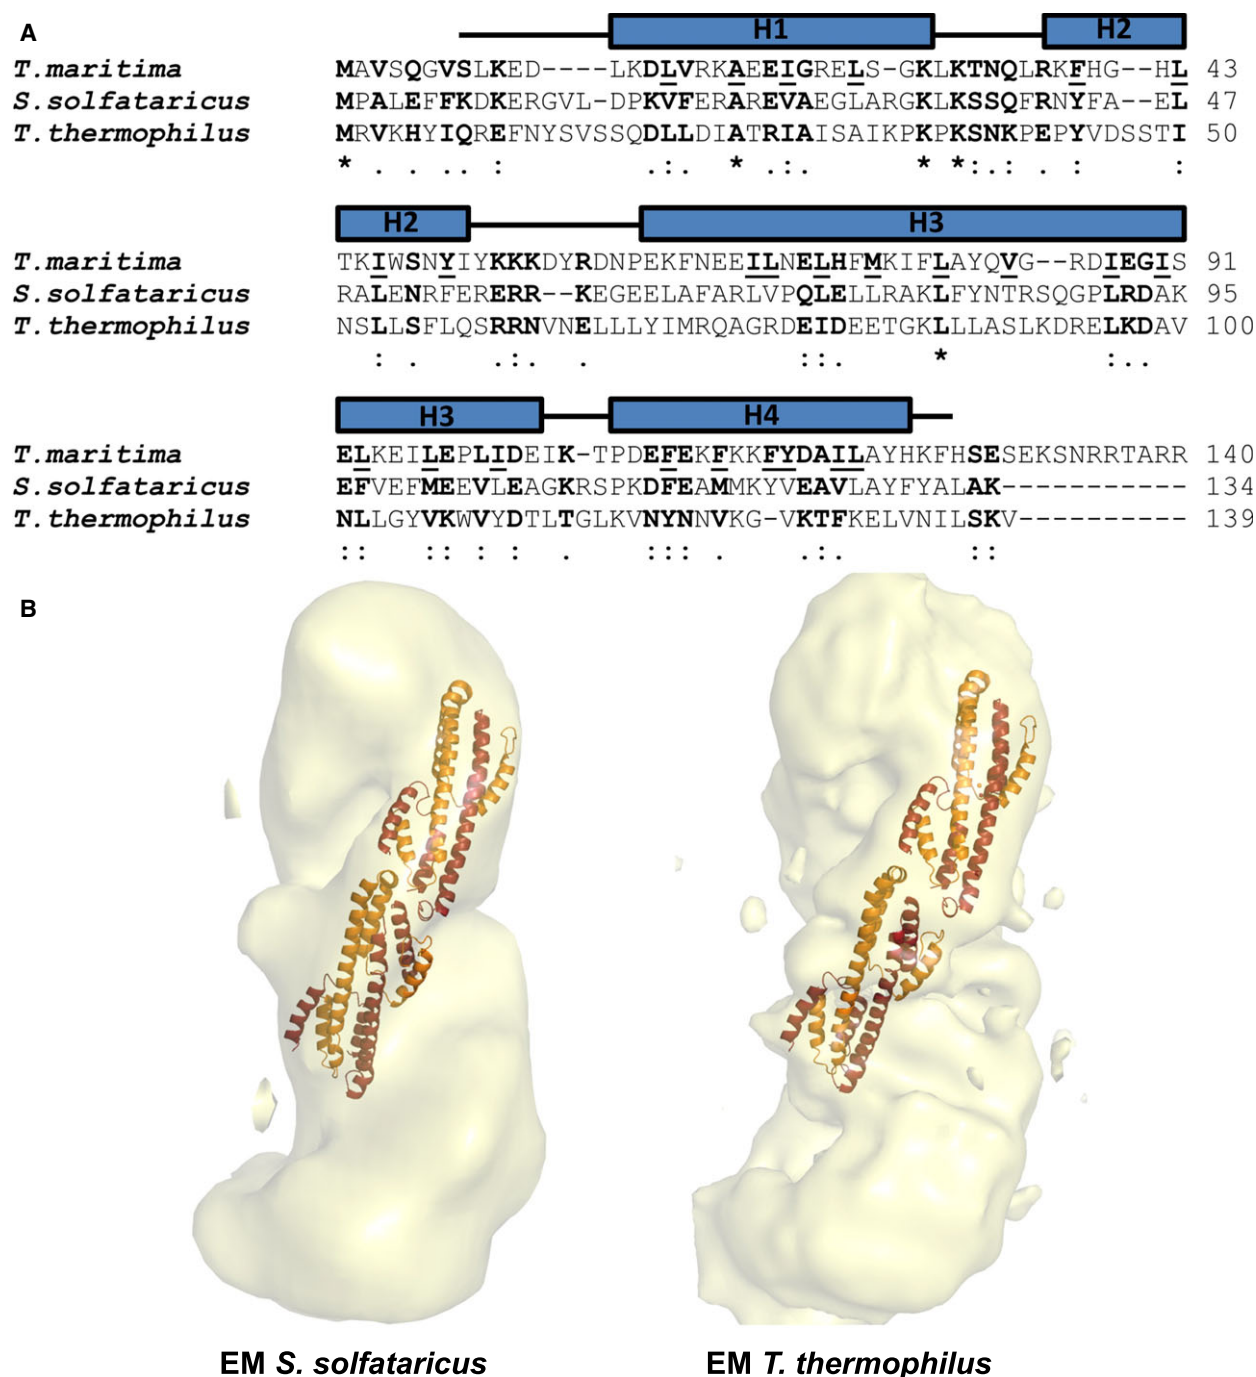 A
H1 H2
T.maritima MAVSQGVSLKED----LKDLVRKAEEIGRELS-GKLKTNQLRKFHG--HL 43
S.solfataricus MPALEFFKDKERGVL-DPKVFERAREVAEGLARGKLKSSQFRNYFA--EL 47
T.thermophilus MRVKHYIQREFNYSVSSQDLLDIATRIAISAIKPKPKSNKPEPYVDSSTI 50
* . . .. : .:. * .:. * *:.: . : :
H2 H3
T.maritima TKIWSNYIYKKKDYRDNPEKFNEEILNELHFMKIFLAYQVG--RDIEGIS 91
S.solfataricus RALENRFERERR--KEGEELAFARLVPQLELLRAKLFYNTRSQGPLRDAK 95
T.thermophilus NSLLSFLQSRRNVNELLLYIMRQAGRDEIDEETGKLLLASLKDRELKDAV 100
: . .:. . ::. * :..
H3 H4
T.maritima ELKEILEPLIDEIK-TPDEFEKFKKFYDAILAYHKFHSESEKSNRRTARR 140
S.solfataricus EFVEFMEEVLEAGKRSPKDFEAMMKYVEAVLAYFYALAK----------- 134
T.thermophilus NLLGYVKWVYDTLTGLKVNYNNVKG-VKTFKELVNILSKV---------- 139
:: :: : : . ::: . .:. ::
B
EM S. solfataricus EM T. thermophilus